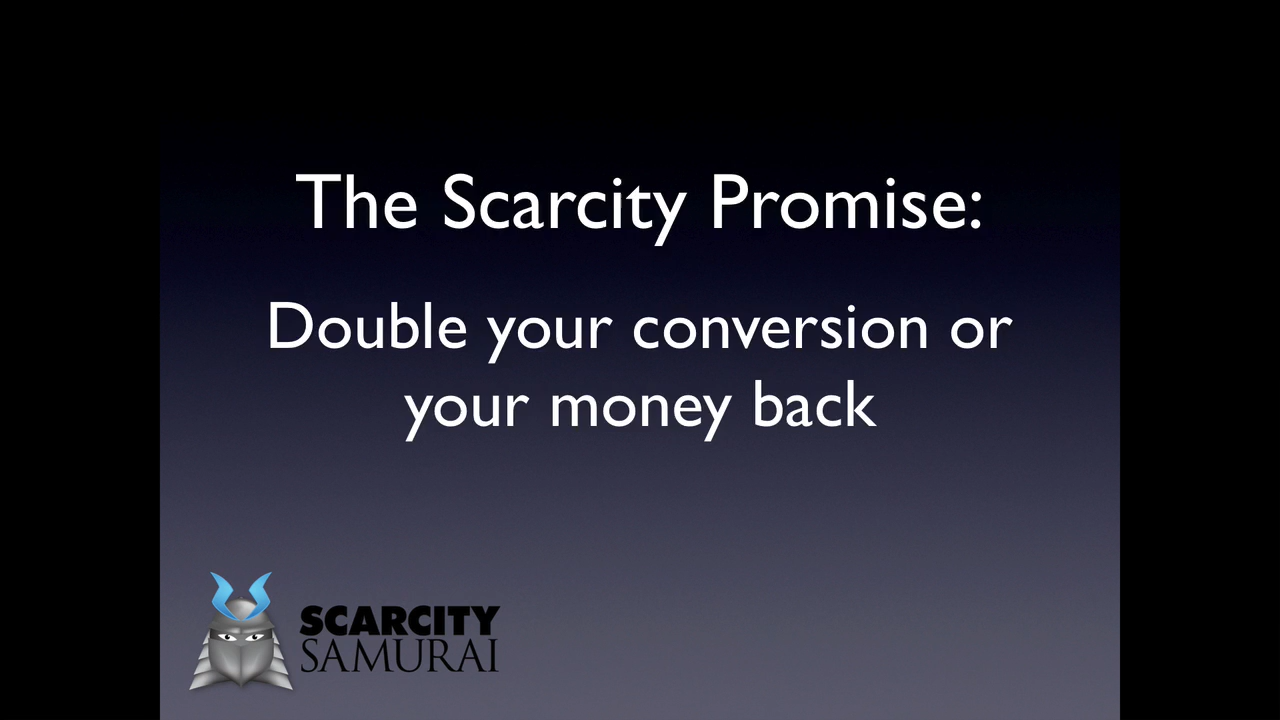 The Scarcity Promise:
Double your conversion or
your money back
SCARCITY
SAMURAI